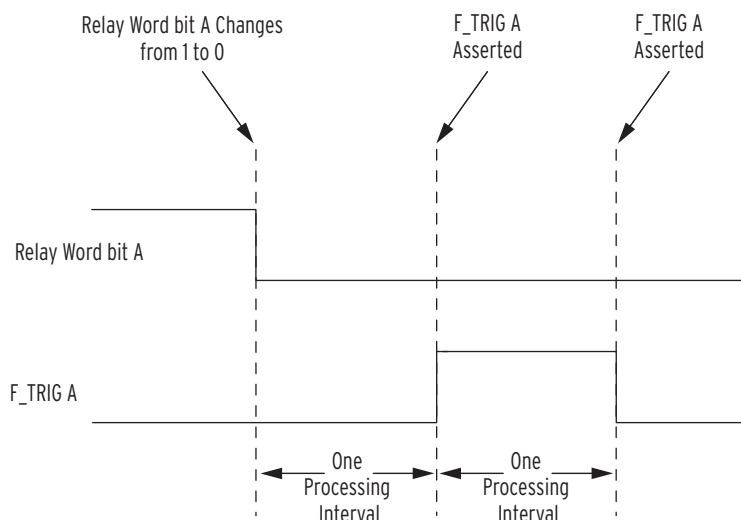 Relay Word bit A Changes
from 1 to 0
F_TRIG A
Asserted
F_TRIG A
Asserted
Relay Word bit A
F_TRIG A
One
Processing
Interval
One
Processing
Interval